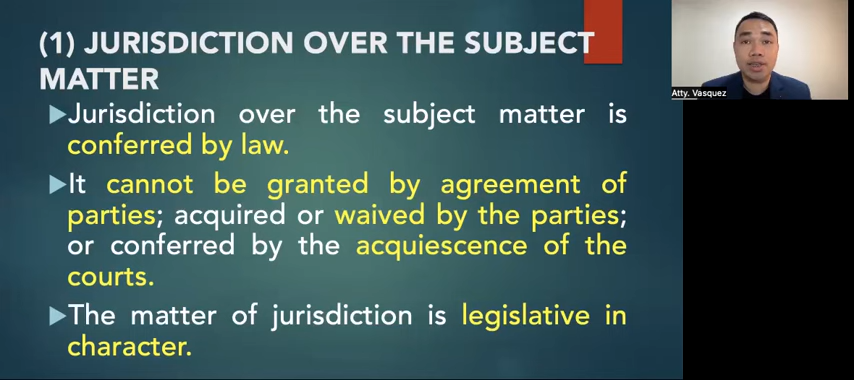 (1) JURISDICTION OVER THE SUBJECT
MATTER
Jurisdiction over the subject matter is
conferred by law.
It cannot be granted by agreement of
parties; acquired or waived by the parties;
or conferred by the acquiescence of the
courts.
The matter of jurisdiction is legislative in
character.
Atty. Vasquez